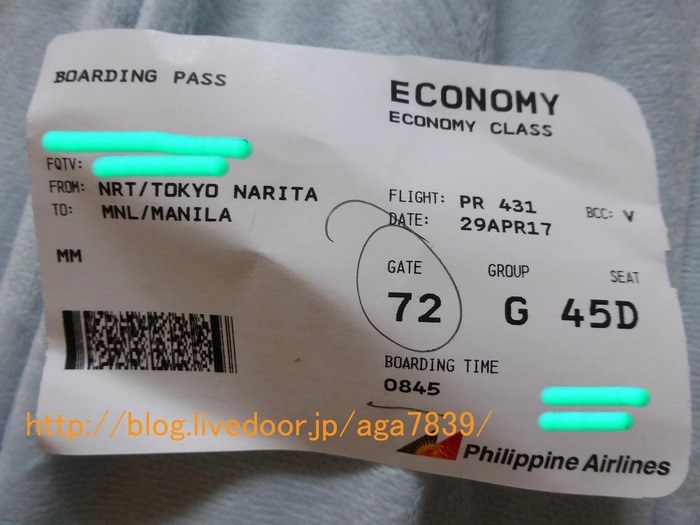 BOARDING PASS
ECONOMY
ECONOMY CLASS
FQTV:
FROM: NRT/TOKYO NARITA
TO: MNL/MANILA
FLIGHT: PR 431
BCC: V
DATE: 29APR17
MM
GATE
GROUP
SEAT
72
G
45D
BOARDING TIME
0845
http://blog.livedoor.jp/aga7839/
Philippine Airlines